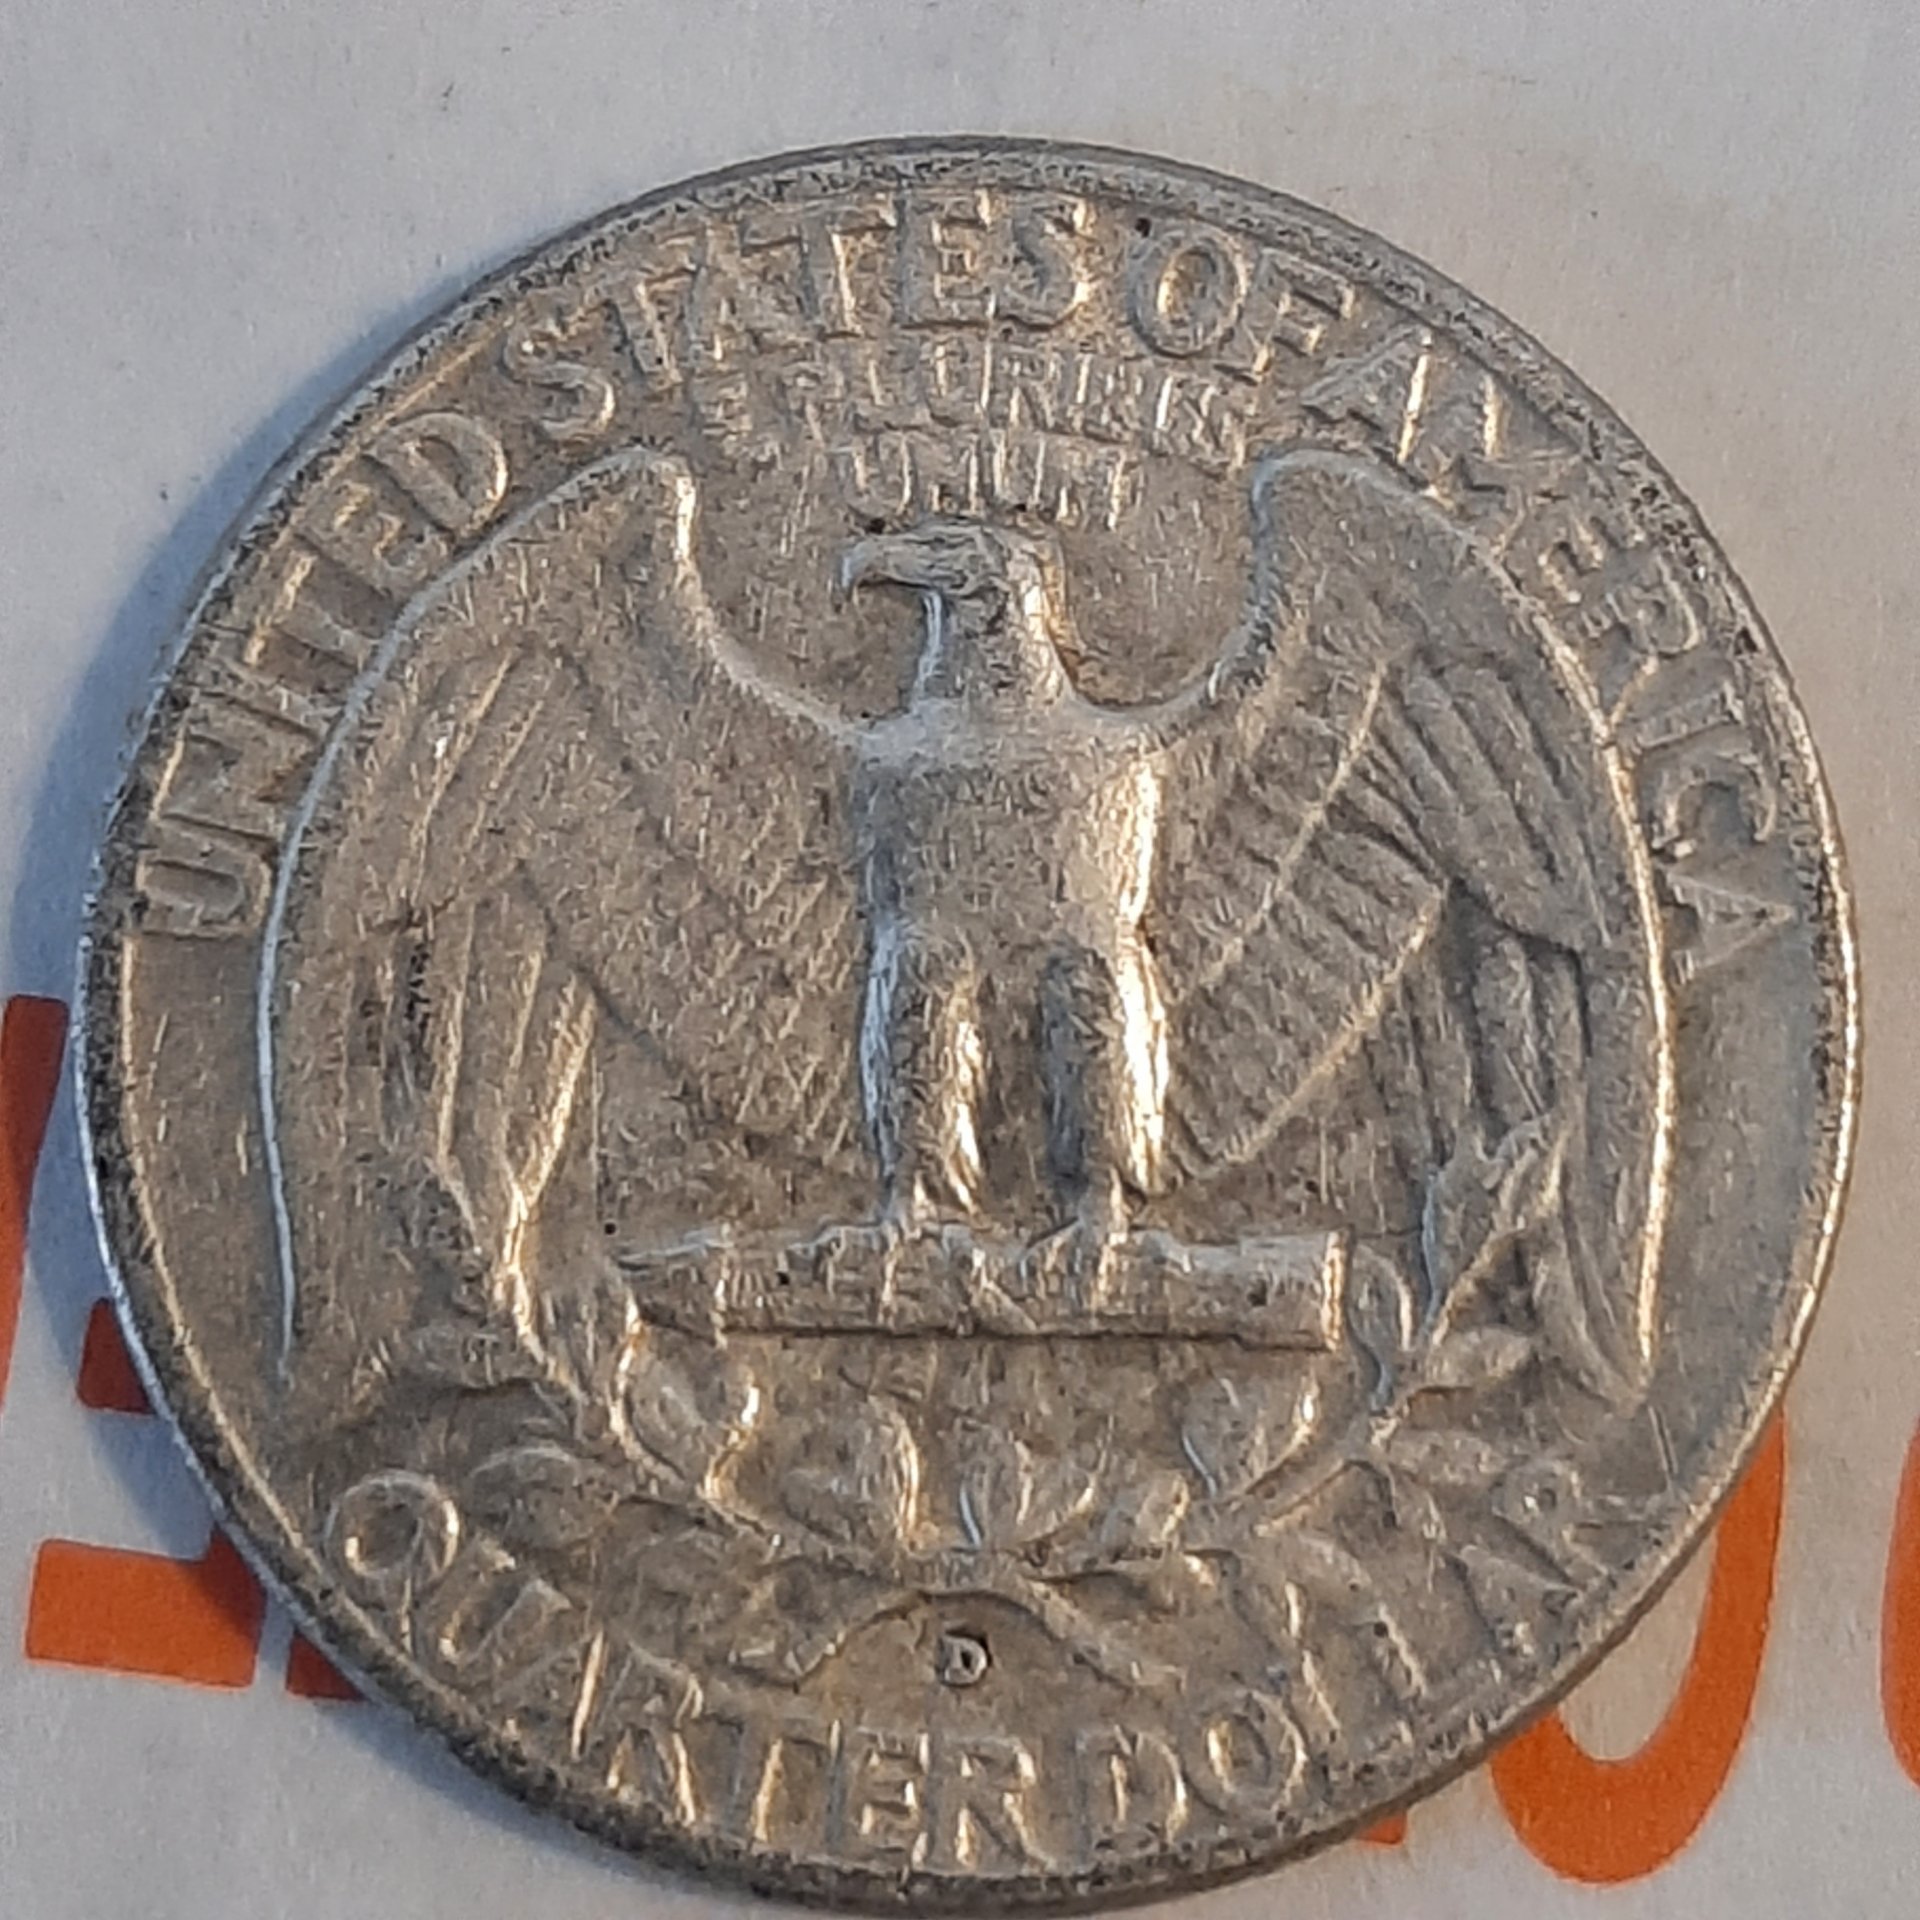 UNITED STATES OF AMERICA
E PLURIBUS
UNUM
D
QUARTER DOLLAR